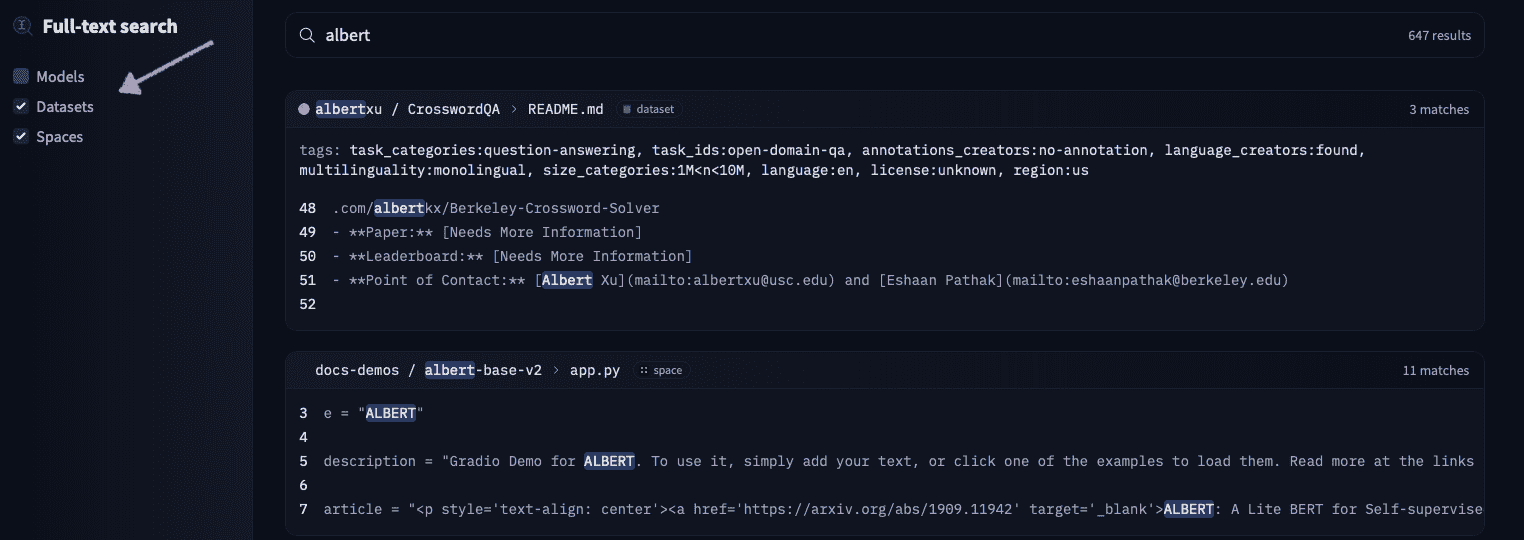 Full-text search
Models
Datasets
Spaces
albert
647 results
albertxu / CrosswordQA > README.md dataset 3 matches
tags: task_categories:question-answering, task_ids:open-domain-qa, annotations_creators:no-annotation, language_creators:found,
multilinguality:monolingual, size_categories:1M<n<10M, language:en, license:unknown, region:us
48 .com/albertkx/Berkeley-Crossword-Solver
49 - **Paper:** [Needs More Information]
50 - **Leaderboard:** [Needs More Information]
51 - **Point of Contact:** [Albert Xu](mailto:albertxu@usc.edu) and [Eshaan Pathak](mailto:eshaanpathak@berkeley.edu)
52
docs-demos / albert-base-v2 > app.py space 11 matches
3 e = "ALBERT"
4
5 description = "Gradio Demo for ALBERT. To use it, simply add your text, or click one of the examples to load them. Read more at the links
6
7 article = "<p style='text-align: center'><a href='https://arxiv.org/abs/1909.11942' target='_blank'>ALBERT: A Lite BERT for Self-supervise